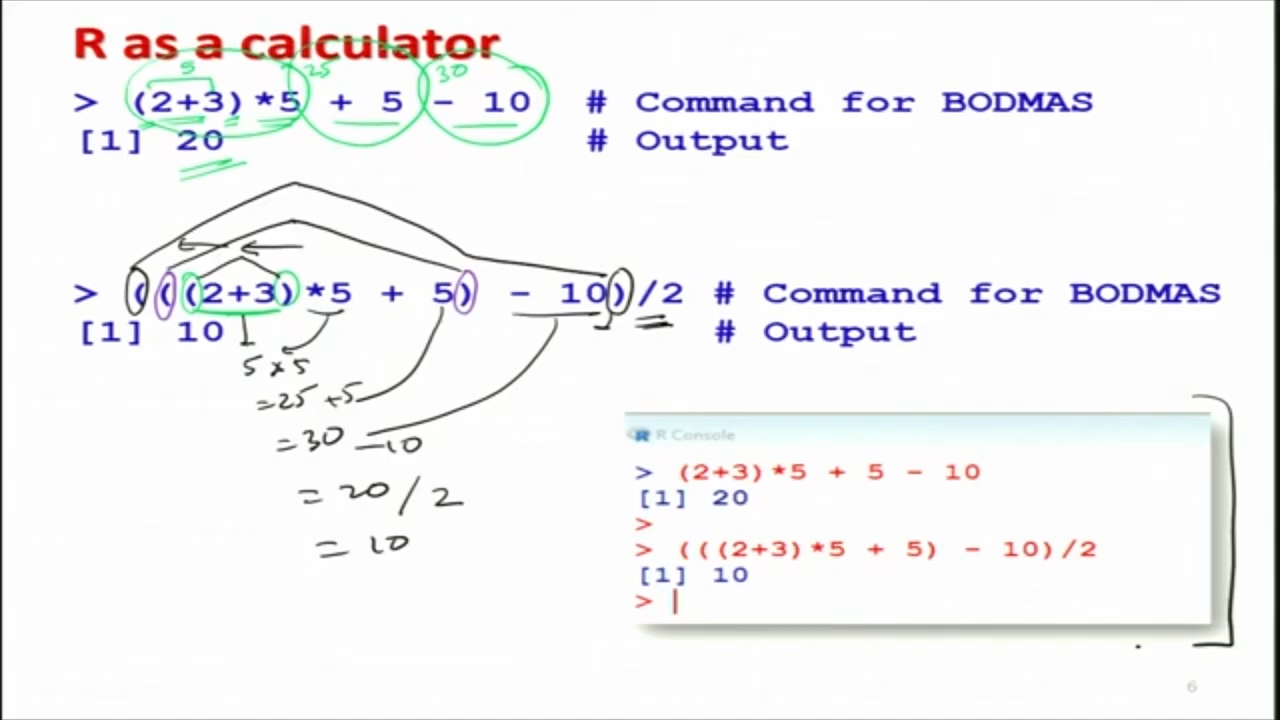 R as a calculator
5 25 30
> (2+3)*5 + 5 - 10 # Command for BODMAS
[1] 20 # Output
> (((2+3)*5 + 5) - 10)/2 # Command for BODMAS
[1] 10 # Output
5 × 5
=25 +5
=30 -10
= 20 / 2
= 10
R R Console
> (2+3)*5 + 5 - 10
[1] 20
>
> (((2+3)*5 + 5) - 10)/2
[1] 10
> |
6